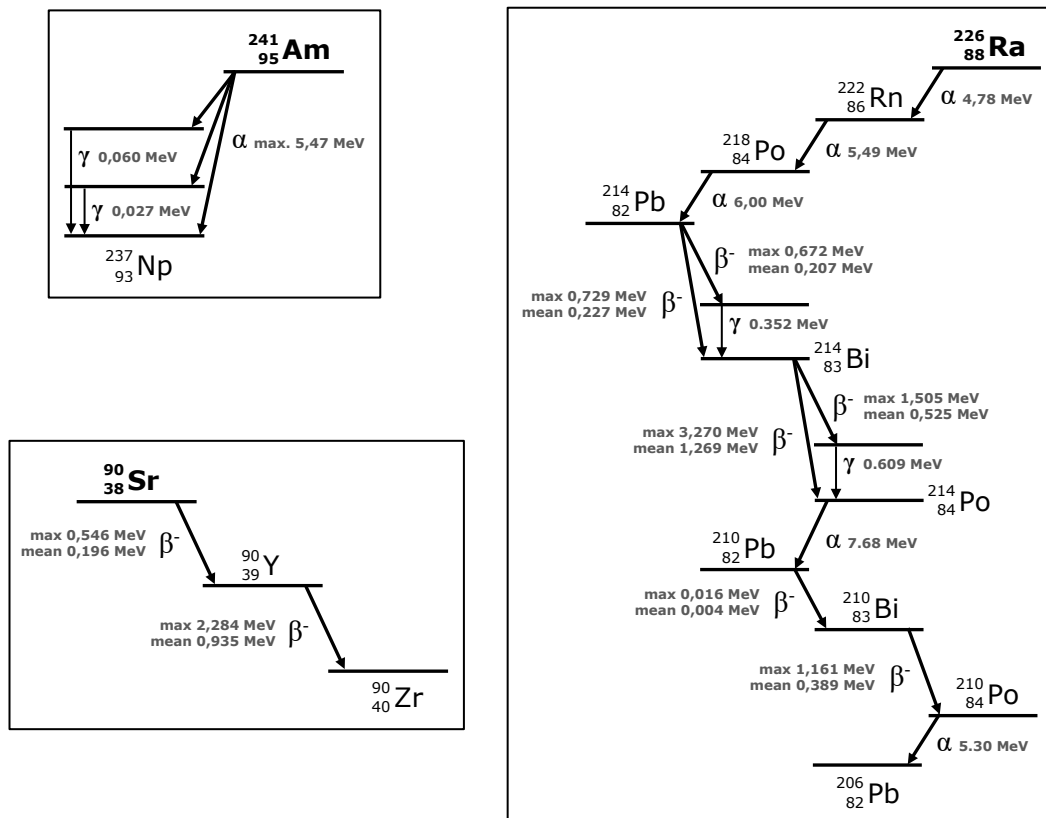 241
95 Am
α max. 5,47 MeV
γ 0,060 MeV
γ 0,027 MeV
237
93 Np
90
38 Sr
max 0,546 MeV
mean 0,196 MeV β-
90
39 Y
max 2,284 MeV
mean 0,935 MeV β-
90
40 Zr
226
88 Ra
α 4,78 MeV
222
86 Rn
α 5,49 MeV
218
84 Po
α 6,00 MeV
214
82 Pb
β- max 0,672 MeV
mean 0,207 MeV
max 0,729 MeV
mean 0,227 MeV β-
γ 0.352 MeV
214
83 Bi
β- max 1,505 MeV
mean 0,525 MeV
max 3,270 MeV
mean 1,269 MeV β-
γ 0.609 MeV
214
84 Po
α 7.68 MeV
210
82 Pb
max 0,016 MeV
mean 0,004 MeV β-
210
83 Bi
max 1,161 MeV
mean 0,389 MeV β-
210
84 Po
α 5.30 MeV
206
82 Pb